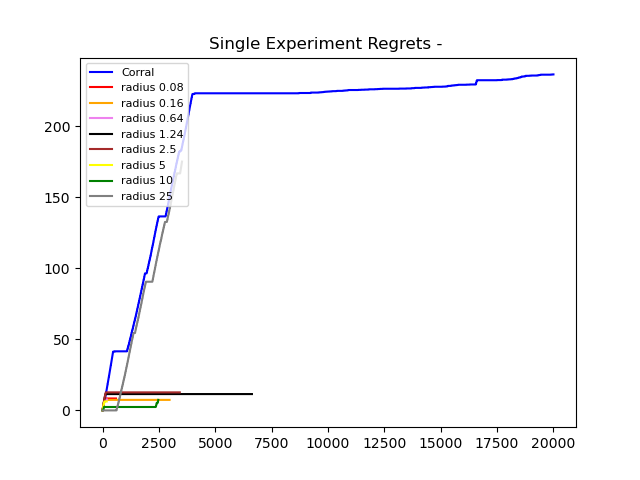 Single Experiment Regrets -
Corral
radius 0.08
radius 0.16
radius 0.64
radius 1.24
radius 2.5
radius 5
radius 10
radius 25
200
150
100
50
0
0 2500 5000 7500 10000 12500 15000 17500 20000